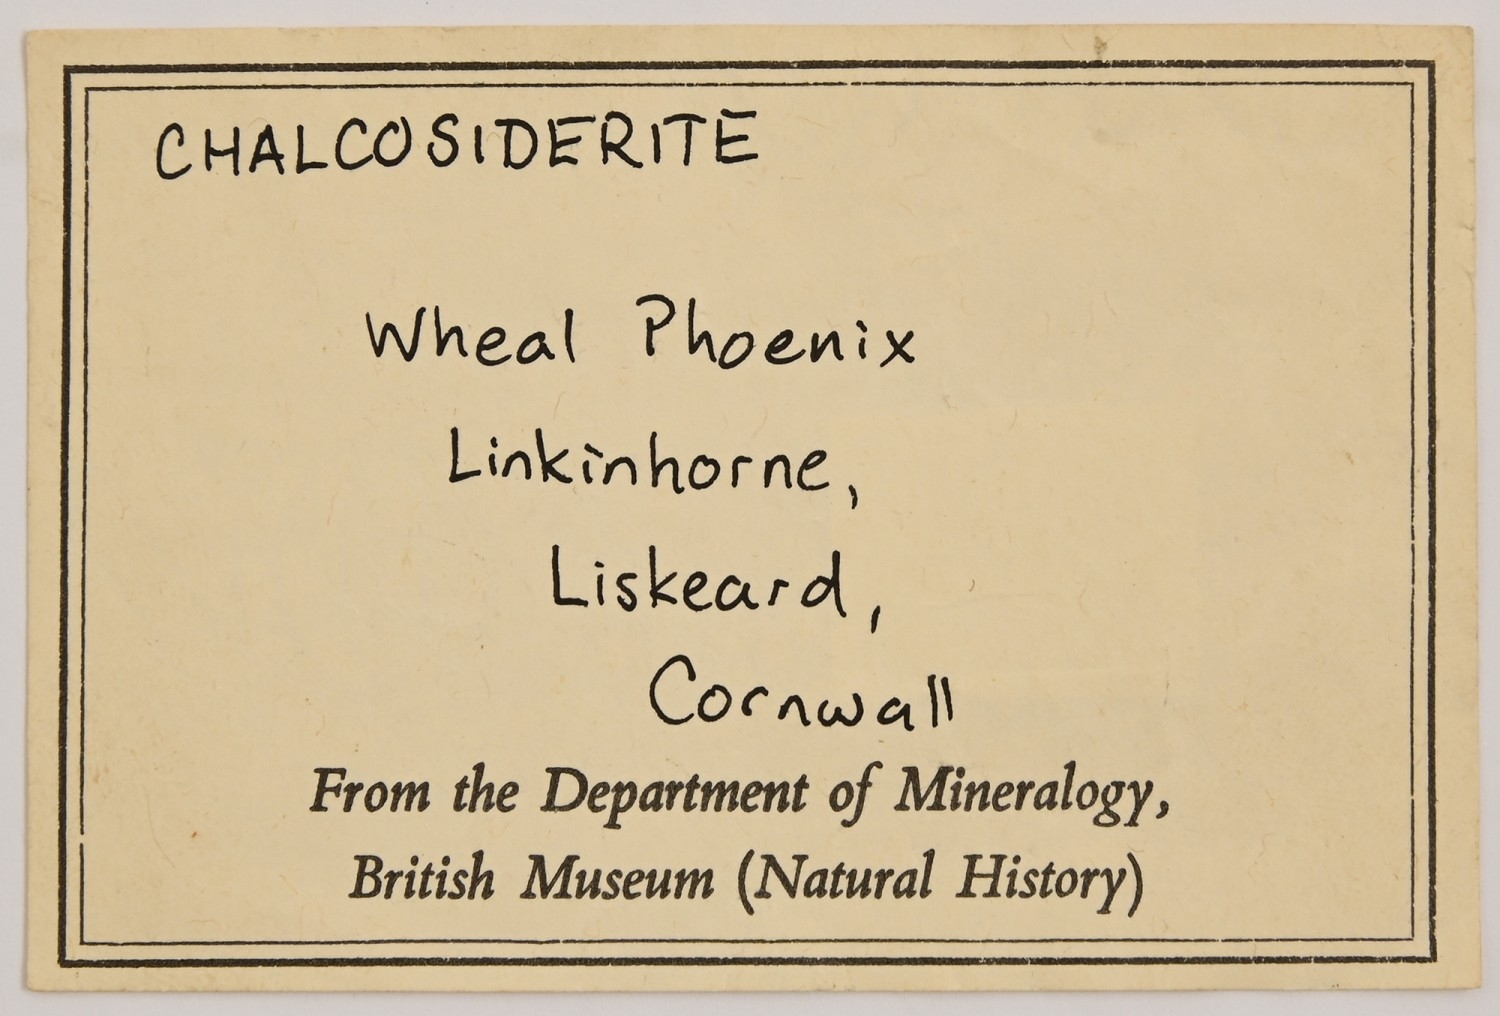 CHALCOSIDERITE
Wheal Phoenix
Linkinhorne,
Liskeard,
Cornwall
From the Department of Mineralogy,
British Museum (Natural History)